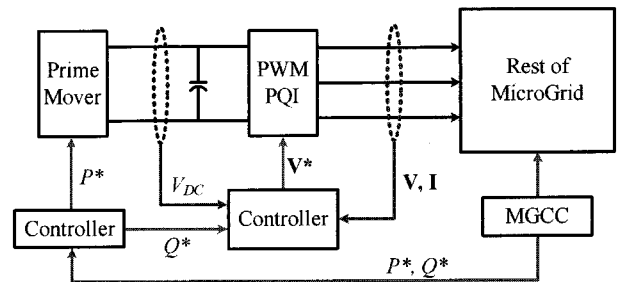 Prime
Mover
PWM
PQI
Rest of
MicroGrid
P*
V_DC
V*
V, I
Controller
Q*
Controller
MGCC
P*, Q*